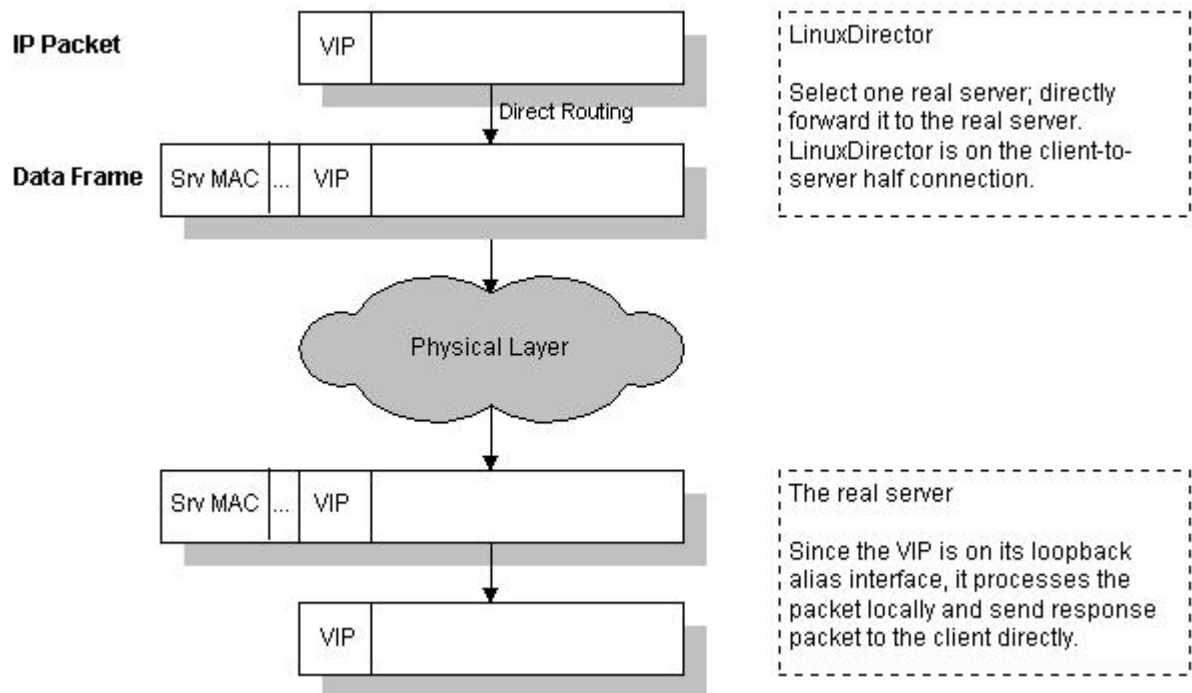 IP Packet
VIP
Direct Routing
LinuxDirector
Select one real server; directly
forward it to the real server.
LinuxDirector is on the client-to-
server half connection.
Data Frame
Srv MAC
...
VIP
Physical Layer
Srv MAC
...
VIP
VIP
The real server
Since the VIP is on its loopback
alias interface, it processes the
packet locally and send response
packet to the client directly.